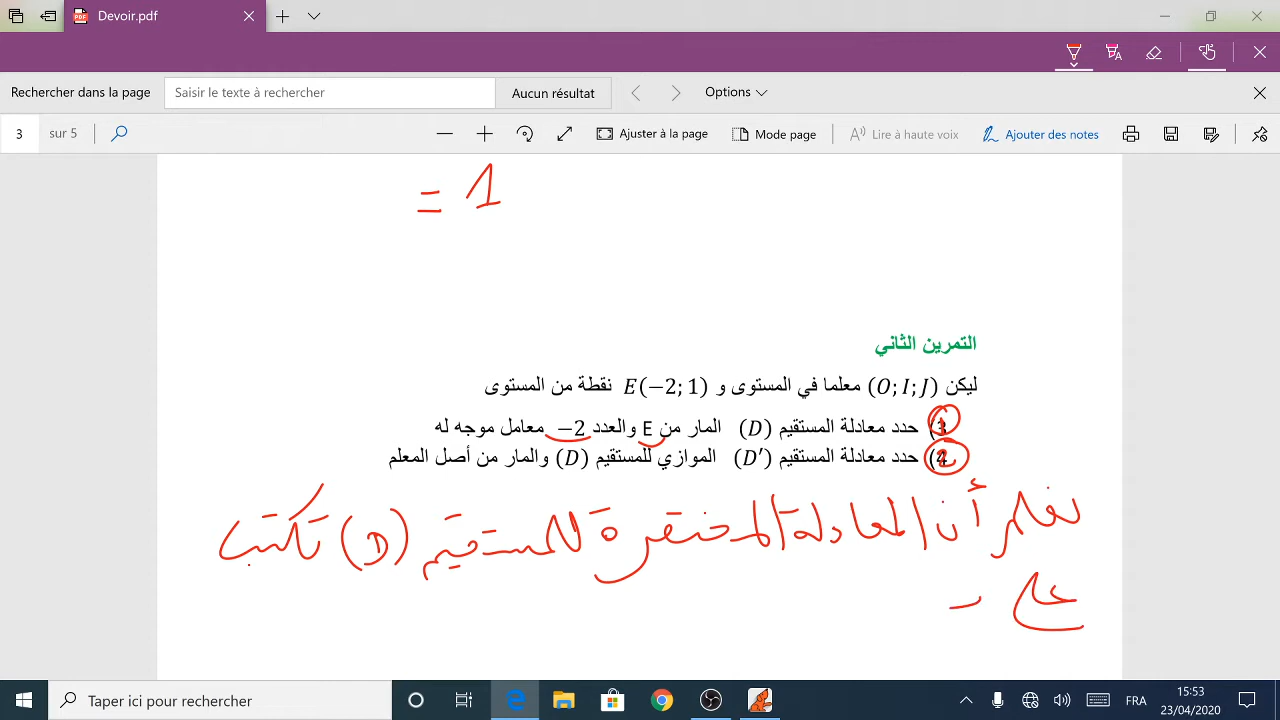 Devoir.pdf
Rechercher dans la page Saisir le texte à rechercher Aucun résultat Options
3 sur 5 Ajuster à la page Mode page Lire à haute voix Ajouter des notes
= 1
التمرين الثاني
ليكن (O; I; J) معلما في المستوى و E(−2; 1) نقطة من المستوى
1) حدد معادلة المستقيم (D) المار من E والعدد −2 معامل موجه له
2) حدد معادلة المستقيم (D′) الموازي للمستقيم (D) والمار من أصل المعلم
نعلم أن المعادلة المختصرة للمستقيم (D) تكتب
على
Taper ici pour rechercher FRA 15:53
23/04/2020